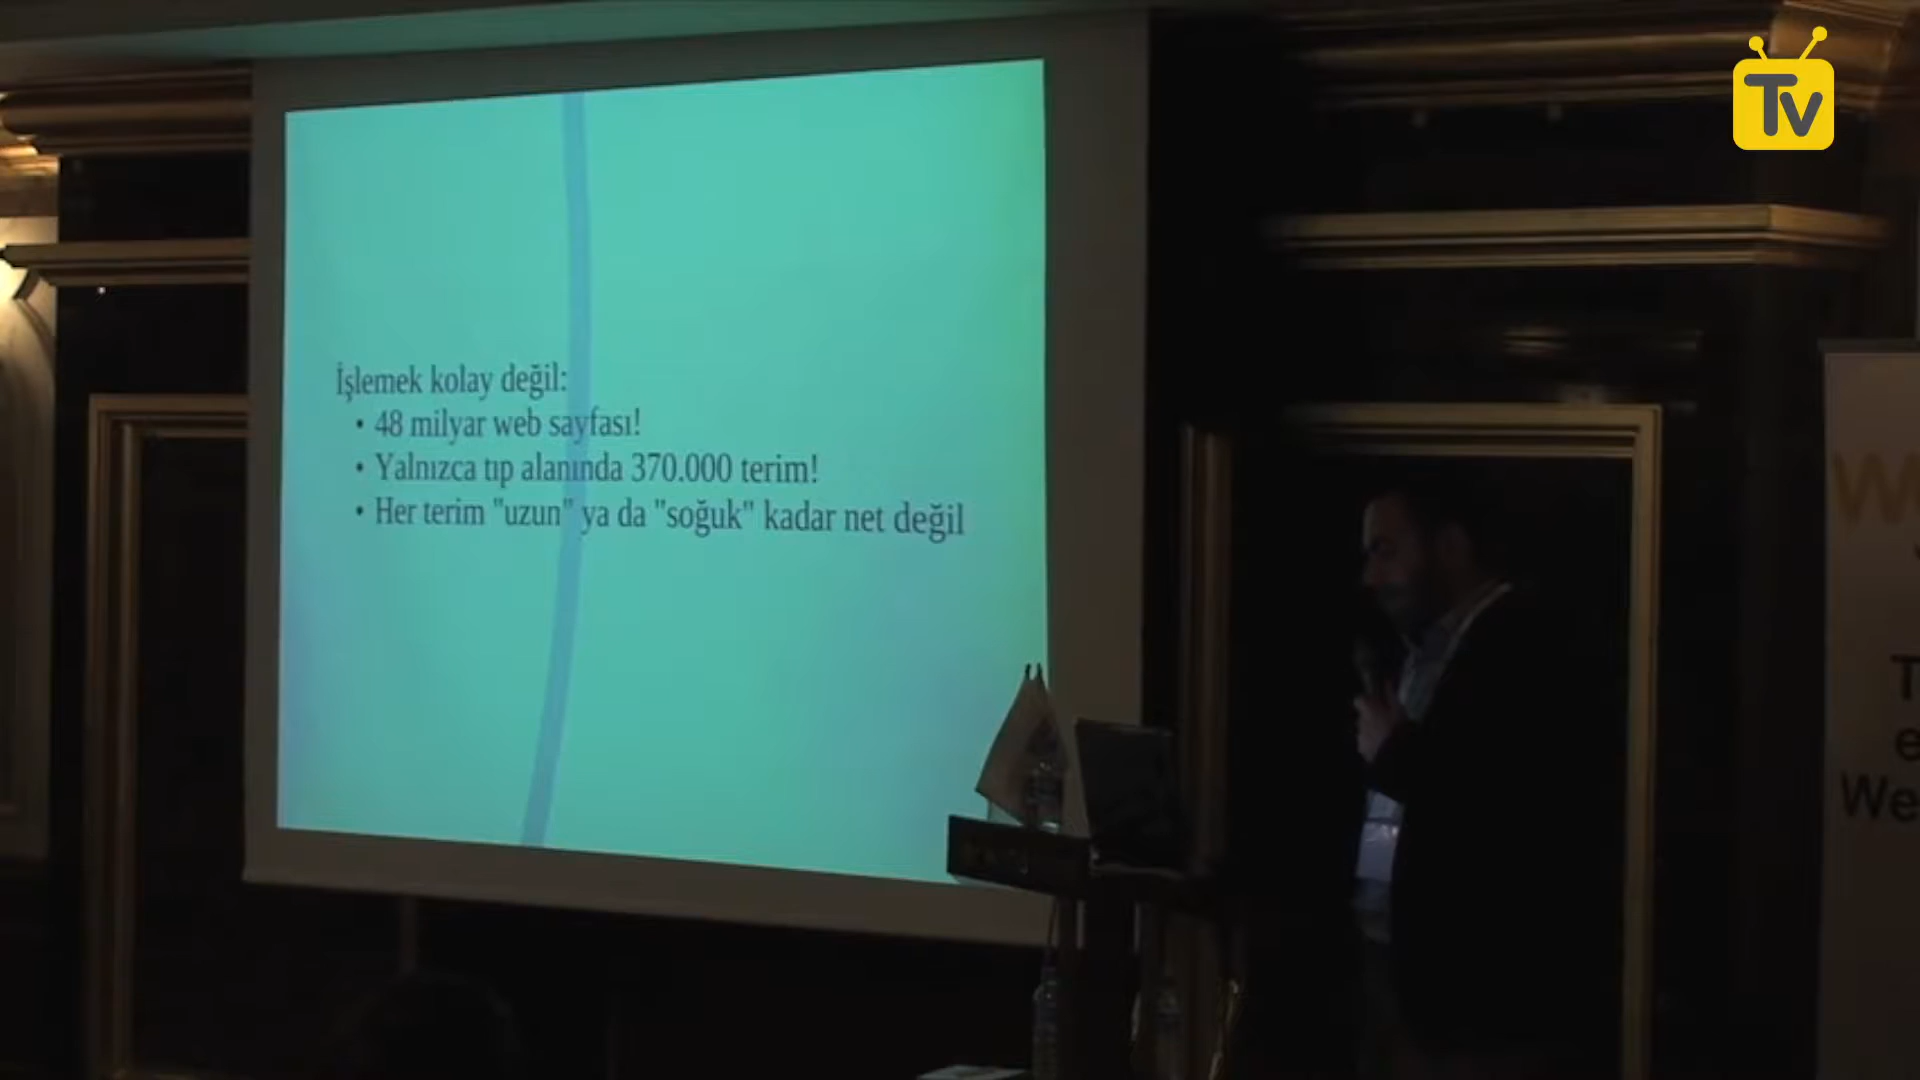 TV
İşlemek kolay değil:
• 48 milyar web sayfası!
• Yalnızca tıp alanında 370.000 terim!
• Her terim "uzun" ya da "soğuk" kadar net değil
W
T
e
We